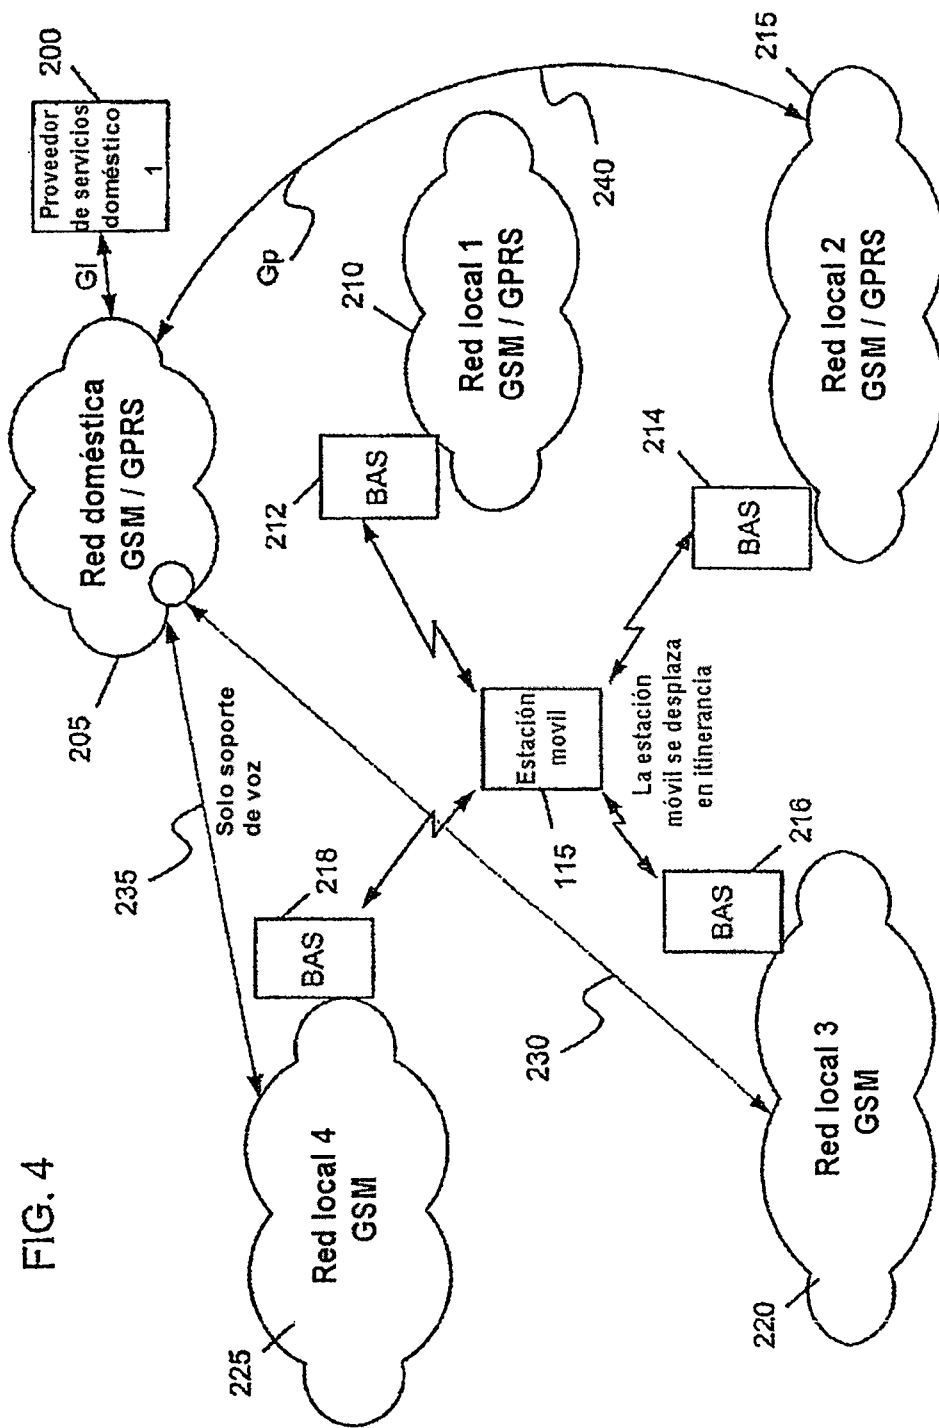 FIG. 4
Red doméstica
GSM / GPRS
205
GI
Proveedor
de servicios
doméstico
1
200
235
Solo soporte
de voz
Gp
240
225
Red local 4
GSM
BAS
218
212
BAS
210
Red local 1
GSM / GPRS
Estación
movil
115
La estación
móvil se desplaza
en itinerancia
230
220
Red local 3
GSM
BAS
216
BAS
214
Red local 2
GSM / GPRS
215